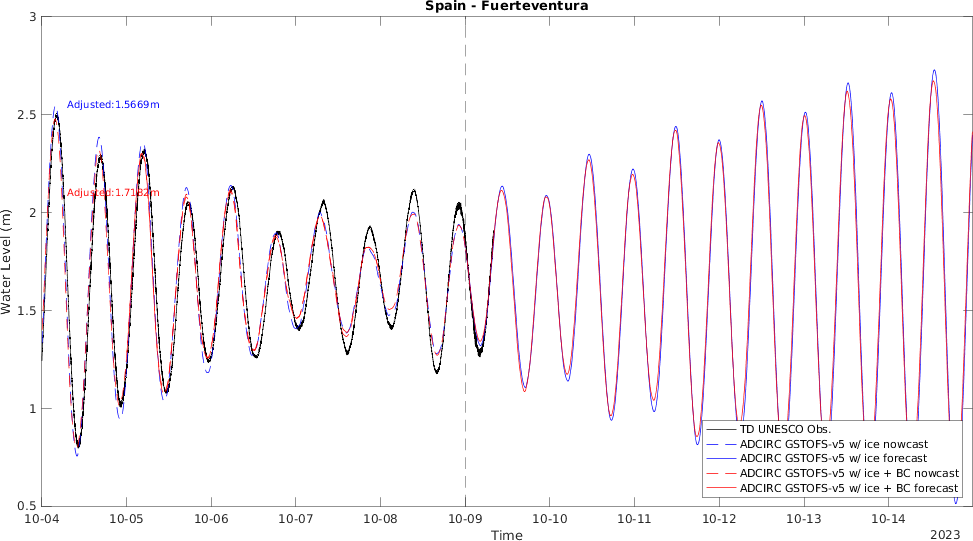 Spain - Fuerteventura
3
2.5
2
1.5
1
0.5
Water Level (m)
Adjusted:1.5669m
Adjusted:1.7182m
TD UNESCO Obs.
ADCIRC GSTOFS-v5 w/ ice nowcast
ADCIRC GSTOFS-v5 w/ ice forecast
ADCIRC GSTOFS-v5 w/ ice + BC nowcast
ADCIRC GSTOFS-v5 w/ ice + BC forecast
10-04 10-05 10-06 10-07 10-08 10-09 10-10 10-11 10-12 10-13 10-14
Time
2023